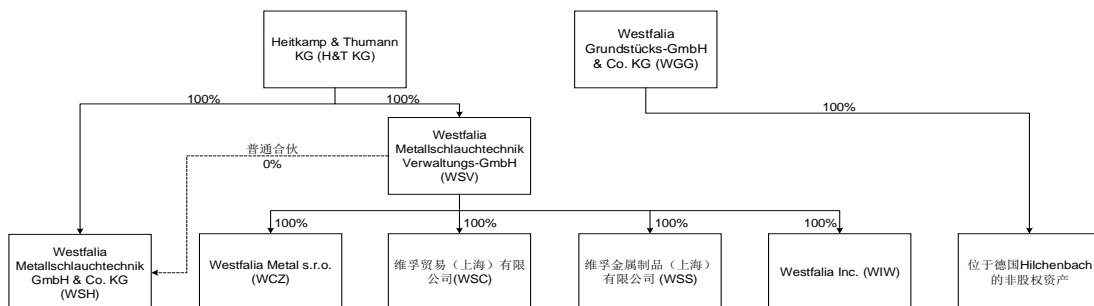 Heitkamp & Thumann
KG (H&T KG)
Westfalia
Grundstücks-GmbH
& Co. KG (WGG)
100%
100%
100%
Westfalia
Metallschlauchtechnik
Verwaltungs-GmbH
(WSV)
普通合伙
0%
100%
100%
100%
100%
Westfalia
Metallschlauchtechnik
GmbH & Co. KG
(WSH)
Westfalia Metal s.r.o.
(WCZ)
维孚贸易（上海）有限
公司(WSC)
维孚金属制品（上海）
有限公司 (WSS)
Westfalia Inc. (WIW)
位于德国Hilchenbach
的非股权资产